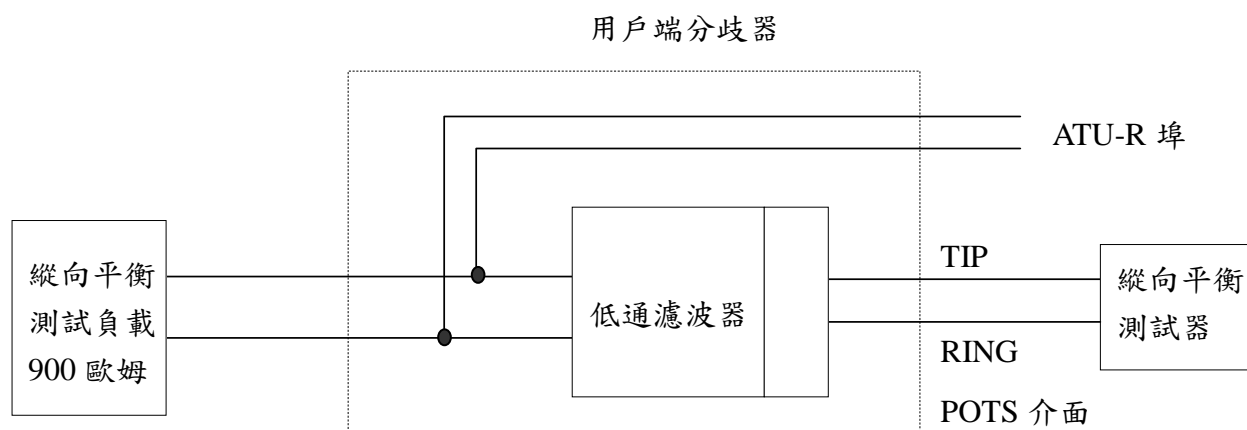 用戶端分歧器
ATU-R 埠
縱向平衡
測試負載
900 歐姆
低通濾波器
TIP
RING
POTS 介面
縱向平衡
測試器